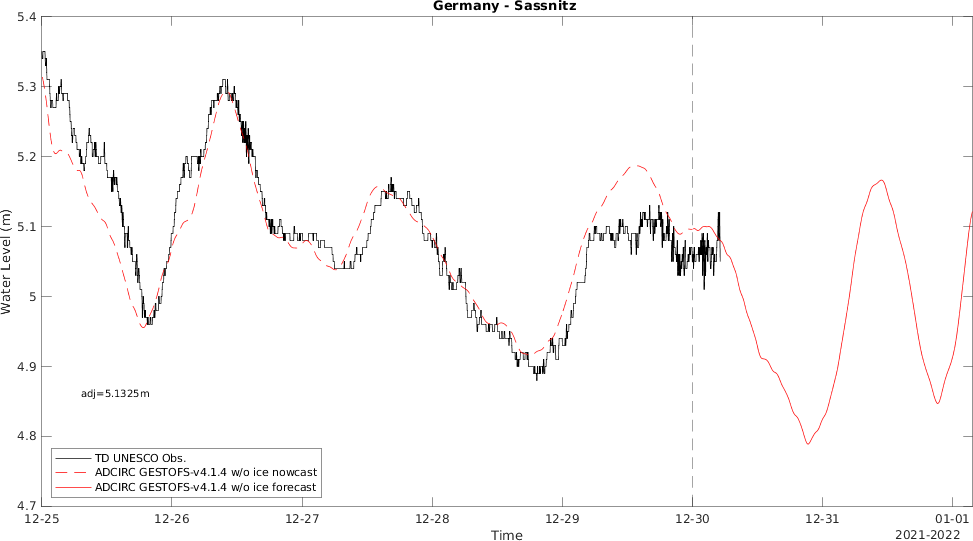 Germany - Sassnitz
5.4
5.3
5.2
5.1
5
4.9
4.8
4.7
Water Level (m)
adj=5.1325m
TD UNESCO Obs.
ADCIRC GESTOFS-v4.1.4 w/o ice nowcast
ADCIRC GESTOFS-v4.1.4 w/o ice forecast
12-25 12-26 12-27 12-28 12-29 12-30 12-31 01-01
Time
2021-2022